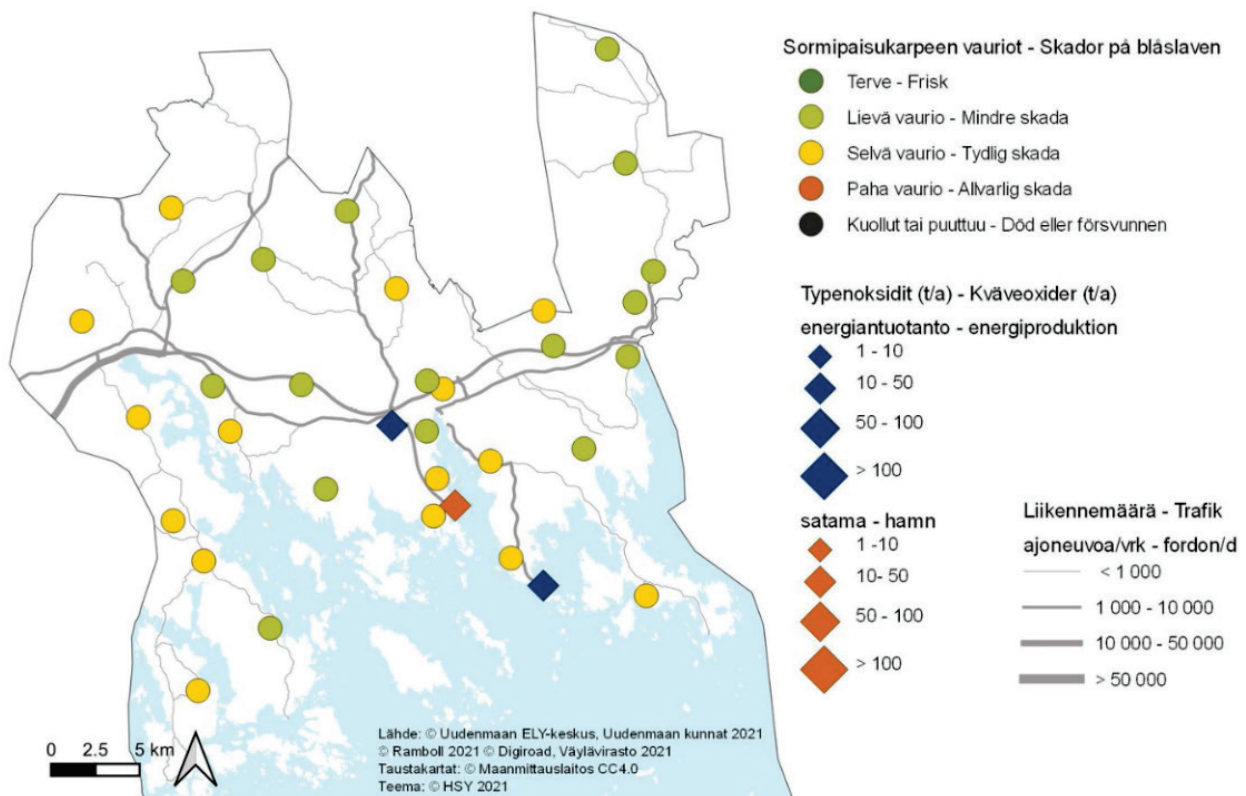 Sormipaisukarpeen vauriot - Skador på blåslaven
Terve - Frisk
Lievä vaurio - Mindre skada
Selvä vaurio - Tydlig skada
Paha vaurio - Allvarlig skada
Kuollut tai puuttuu - Död eller försvunnen
Typenoksidit (t/a) - Kväveoxider (t/a)
energiantuotanto - energiproduktion
1 - 10
10 - 50
50 - 100
> 100
satama - hamn
1 -10
10- 50
50 - 100
> 100
Liikennemäärä - Trafik
ajoneuvoa/vrk - fordon/d
< 1 000
1 000 - 10 000
10 000 - 50 000
> 50 000
0 2.5 5 km
Lähde: © Uudenmaan ELY-keskus, Uudenmaan kunnat 2021
© Ramboll 2021 © Digiroad, Väylävirasto 2021
Taustakartat: © Maanmittauslaitos CC4.0
Teema: © HSY 2021